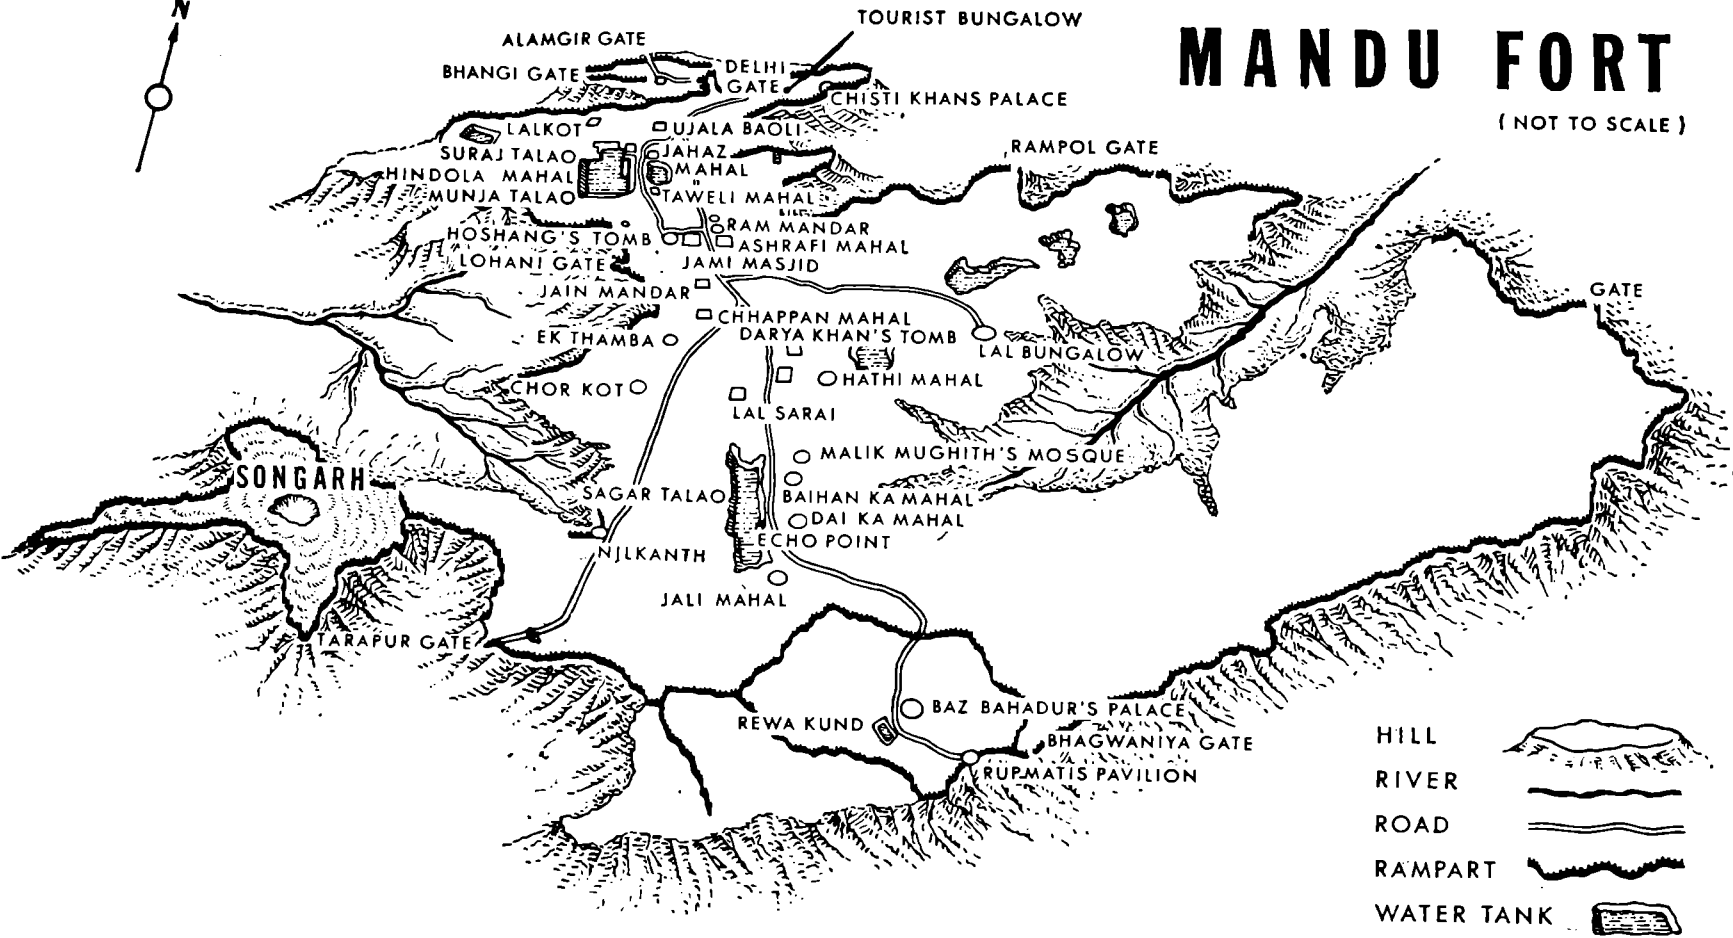 N
TOURIST BUNGALOW
MANDU FORT
(NOT TO SCALE)
ALAMGIR GATE
BHANGI GATE
DELHI
GATE
CHISTI KHANS PALACE
LALKOT
UJALA BAOLI
RAMPOL GATE
SURAJ TALAO
JAHAZ
MAHAL
HINDOLA MAHAL
MUNJA TALAO
TAWELI MAHAL
RAM MANDAR
HOSHANG'S TOMB
ASHRAFI MAHAL
LOHANI GATE
JAMI MASJID
JAIN MANDAR
GATE
CHHAPPAN MAHAL
EK THAMBA
DARYA KHAN'S TOMB
LAL BUNGALOW
CHOR KOT
HATHI MAHAL
LAL SARAI
MALIK MUGHITH'S MOSQUE
SONGARH
SAGAR TALAO
BAIHAN KA MAHAL
DAI KA MAHAL
ECHO POINT
NJLKANTH
JALI MAHAL
TARAPUR GATE
BAZ BAHADUR'S PALACE
REWA KUND
BHAGWANIYA GATE
RUPMATIS PAVILION
HILL
RIVER
ROAD
RAMPART
WATER TANK